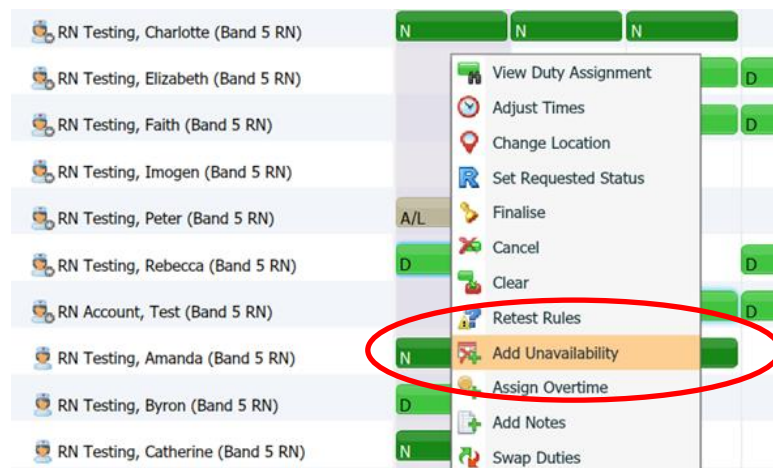 RN Testing, Charlotte (Band 5 RN) N N N
RN Testing, Elizabeth (Band 5 RN) D
RN Testing, Faith (Band 5 RN) D
RN Testing, Imogen (Band 5 RN)
RN Testing, Peter (Band 5 RN) A/L
RN Testing, Rebecca (Band 5 RN) D D
RN Account, Test (Band 5 RN) D
RN Testing, Amanda (Band 5 RN) N
RN Testing, Byron (Band 5 RN) D
RN Testing, Catherine (Band 5 RN) N
View Duty Assignment
Adjust Times
Change Location
R Set Requested Status
Finalise
Cancel
Clear
Retest Rules
Add Unavailability
Assign Overtime
Add Notes
Swap Duties